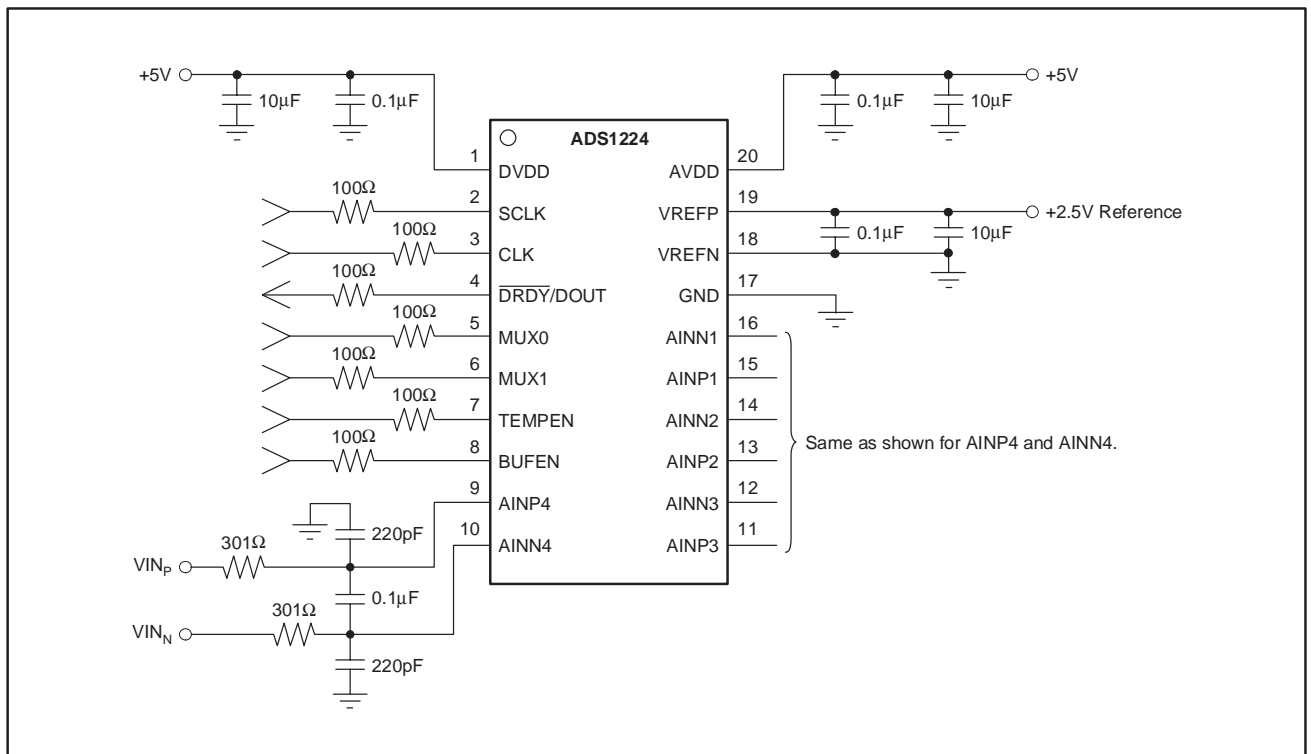 +5V
10μF
0.1μF
0.1μF
10μF
+5V
ADS1224
1
DVDD
AVDD
20
100Ω
2
SCLK
VREFP
19
+2.5V Reference
100Ω
3
CLK
VREFN
18
0.1μF
10μF
100Ω
4
DRDY/DOUT
GND
17
100Ω
5
MUX0
AINN1
16
100Ω
6
MUX1
AINP1
15
100Ω
7
TEMPEN
AINN2
14
100Ω
8
BUFEN
AINP2
13
Same as shown for AINP4 and AINN4.
9
AINP4
AINN3
12
220pF
10
AINN4
AINP3
11
301Ω
VINP
0.1μF
301Ω
VINN
220pF